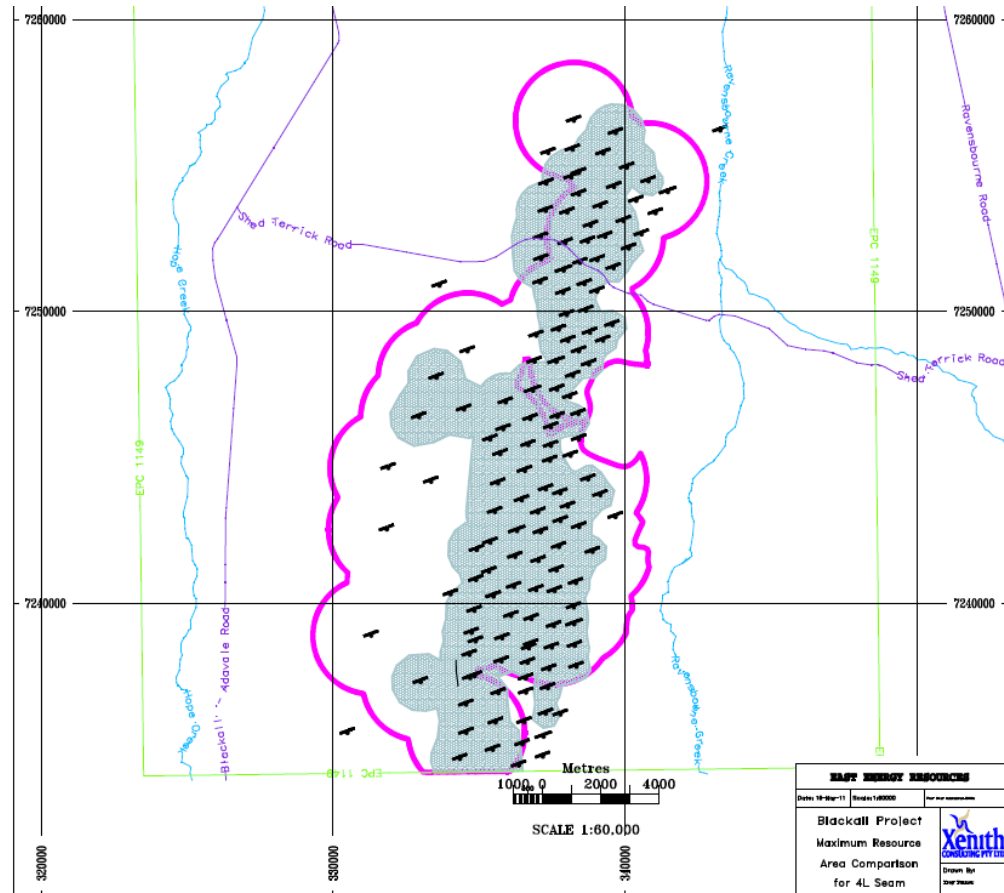 7260000
7260000
Ravensbourne Creek
Ravensbourne Road
Shed Terrick Road
EPC 1149
Hope Creek
7250000
7250000
Shed Terrick Road
EPC 1149
7240000
7240000
Blackall - Adavale Road
Ravensbourne Creek
Hope Creek
EPC 1149
E
Metres
1000 0 2000 4000
SCALE 1:60.000
320000
330000
340000
EAST ENERGY RESOURCES
Blackall Project
Maximum Resource
Area Comparison
for 4L Seam
Xenith
CONSULTING PTY LTD
Drawn By: